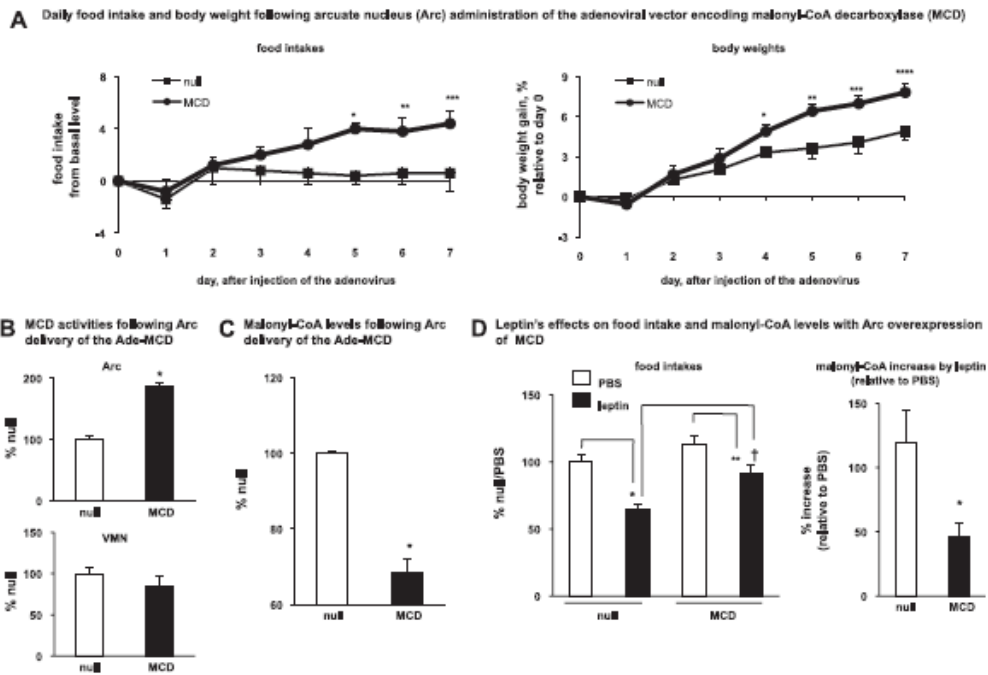 A Daily food intake and body weight following arcuate nucleus (Arc) administration of the adenoviral vector encoding malonyl-CoA decarboxylase (MCD)
food intakes
null
MCD
food intake
from basal level
8
4
0
-4
* ** ***
0 1 2 3 4 5 6 7
day, after injection of the adenovirus
body weights
null
MCD
body weight gain, %
relative to day 0
9
6
3
0
-3
* ** *** ****
0 1 2 3 4 5 6 7
day, after injection of the adenovirus
B MCD activities following Arc
delivery of the Ade-MCD
Arc
% null
200
100
0
*
null MCD
VMN
% null
150
100
50
0
null MCD
C Malonyl-CoA levels following Arc
delivery of the Ade-MCD
% null
120
100
80
60
*
null MCD
D Leptin's effects on food intake and malonyl-CoA levels with Arc overexpression
of MCD
food intakes
PBS
leptin
% null/PBS
150
100
50
0
* ** †
null MCD
malonyl-CoA increase by leptin
(relative to PBS)
% increase
(relative to PBS)
150
100
50
0
*
null MCD